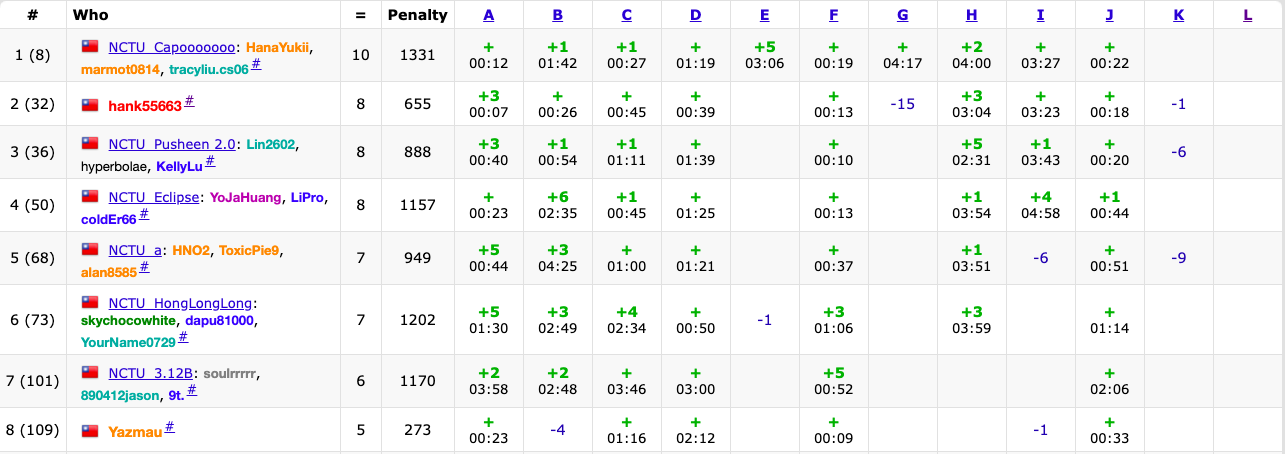 # Who = Penalty A B C D E F G H I J K L
1 (8) NCTU_Capooooooo: HanaYukii, 10 1331 + +1 +1 + +5 + + +2 + +
marmot0814, tracyliu.cs06 # 00:12 01:42 00:27 01:19 03:06 00:19 04:17 04:00 03:27 00:22
2 (32) hank55663 # 8 655 +3 + + + + -15 +3 + + -1
00:07 00:26 00:45 00:39 00:13 03:04 03:23 00:18
3 (36) NCTU_Pusheen 2.0: Lin2602, 8 888 +3 +1 +1 + + +5 +1 + -6
hyperbolae, KellyLu # 00:40 00:54 01:11 01:39 00:10 02:31 03:43 00:20
4 (50) NCTU_Eclipse: YoJaHuang, LiPro, 8 1157 + +6 +1 + + + +4 +1
coldEr66 # 00:23 02:35 00:45 01:25 00:13 03:54 04:58 00:44
5 (68) NCTU_a: HNO2, ToxicPie9, 7 949 +5 +3 + + + +1 -6 + -9
alan8585 # 00:44 04:25 01:00 01:21 00:37 03:51 00:51
6 (73) NCTU_HongLongLong: 7 1202 +5 +3 +4 + -1 +3 +3 +
skychocowhite, dapu81000, 01:30 02:49 02:34 00:50 01:06 03:59 01:14
YourName0729 #
7 (101) NCTU_3.12B: soulrrrrr, 6 1170 +2 +2 + + +5 +
890412jason, 9t. # 03:58 02:48 03:46 03:00 00:52 02:06
8 (109) Yazmau # 5 273 + -4 + + + -1 +
00:23 01:16 02:12 00:09 00:33